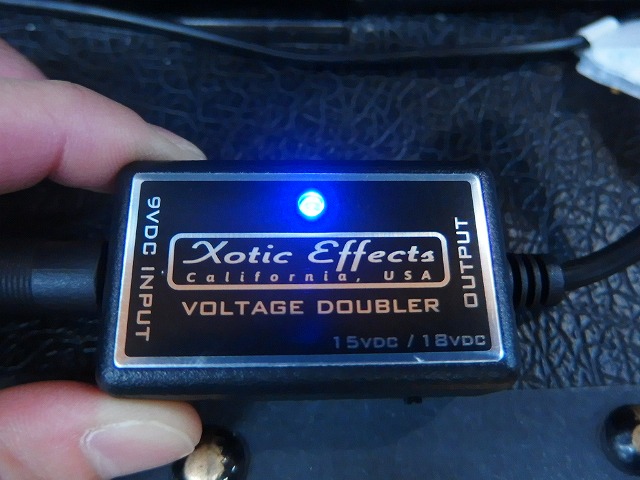 9VDC INPUT
Xotic Effects
California, USA
VOLTAGE DOUBLER
15VDC / 18VDC
OUTPUT